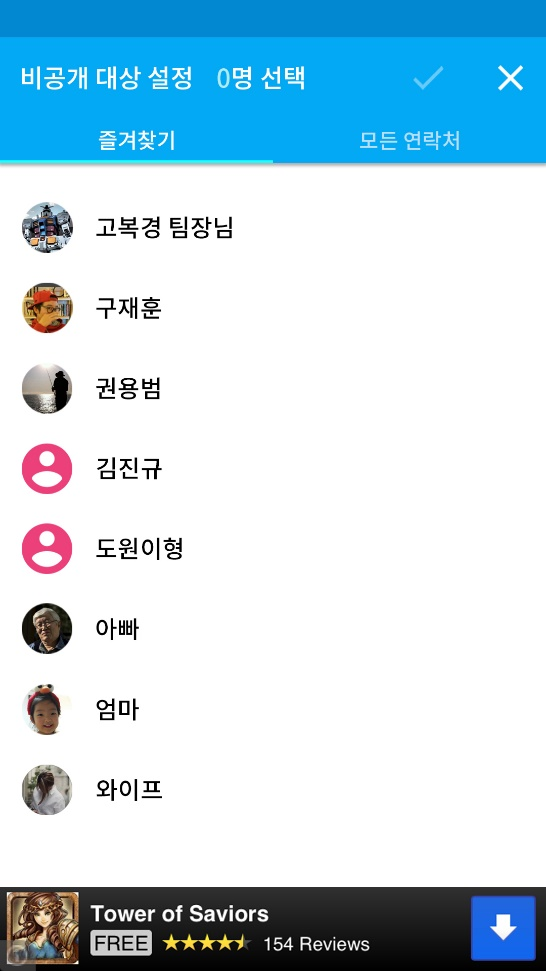 비공개 대상 설정 0명 선택
즐겨찾기 모든 연락처
고복경 팀장님
구재훈
권용범
김진규
도원이형
아빠
엄마
와이프
Tower of Saviors
FREE 154 Reviews